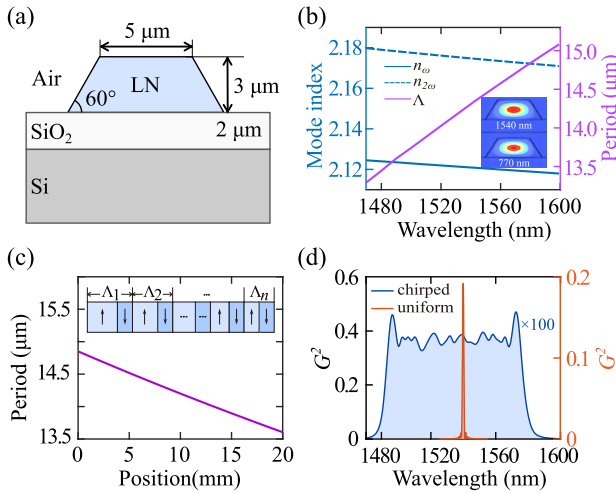 (a)
5 μm
Air
LN
3 μm
60°
SiO₂
2 μm
Si
(b)
2.18
2.16
2.14
2.12
Mode index
n_ω
n_2ω
Λ
1540 nm
770 nm
15.0
14.5
14.0
13.5
Period (μm)
1480 1520 1560 1600
Wavelength (nm)
(c)
Λ₁ Λ₂ ... Λₙ
15.5
14.5
13.5
Period (μm)
0 5 10 15 20
Position(mm)
(d)
0.6
0.4
0.2
0
G²
chirped
uniform
×100
0.2
0.1
0
G²
1480 1520 1560 1600
Wavelength (nm)